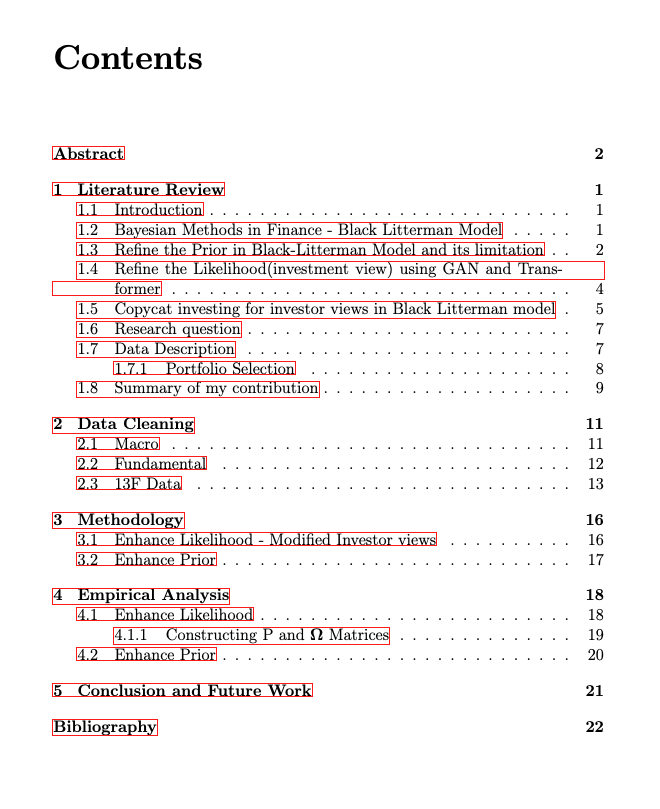 Contents
Abstract 2
1 Literature Review 1
1.1 Introduction . . . . . . . . . . . . . . . . . . . . . . . . . . . . . 1
1.2 Bayesian Methods in Finance - Black Litterman Model . . . . . 1
1.3 Refine the Prior in Black-Litterman Model and its limitation . . 2
1.4 Refine the Likelihood(investment view) using GAN and Trans-
former . . . . . . . . . . . . . . . . . . . . . . . . . . . . . . . . 4
1.5 Copycat investing for investor views in Black Litterman model . 5
1.6 Research question . . . . . . . . . . . . . . . . . . . . . . . . . . 7
1.7 Data Description . . . . . . . . . . . . . . . . . . . . . . . . . . 7
1.7.1 Portfolio Selection . . . . . . . . . . . . . . . . . . . . . 8
1.8 Summary of my contribution . . . . . . . . . . . . . . . . . . . . 9
2 Data Cleaning 11
2.1 Macro . . . . . . . . . . . . . . . . . . . . . . . . . . . . . . . . 11
2.2 Fundamental . . . . . . . . . . . . . . . . . . . . . . . . . . . . 12
2.3 13F Data . . . . . . . . . . . . . . . . . . . . . . . . . . . . . . 13
3 Methodology 16
3.1 Enhance Likelihood - Modified Investor views . . . . . . . . . . 16
3.2 Enhance Prior . . . . . . . . . . . . . . . . . . . . . . . . . . . . 17
4 Empirical Analysis 18
4.1 Enhance Likelihood . . . . . . . . . . . . . . . . . . . . . . . . . 18
4.1.1 Constructing P and Ω Matrices . . . . . . . . . . . . . . 19
4.2 Enhance Prior . . . . . . . . . . . . . . . . . . . . . . . . . . . . 20
5 Conclusion and Future Work 21
Bibliography 22